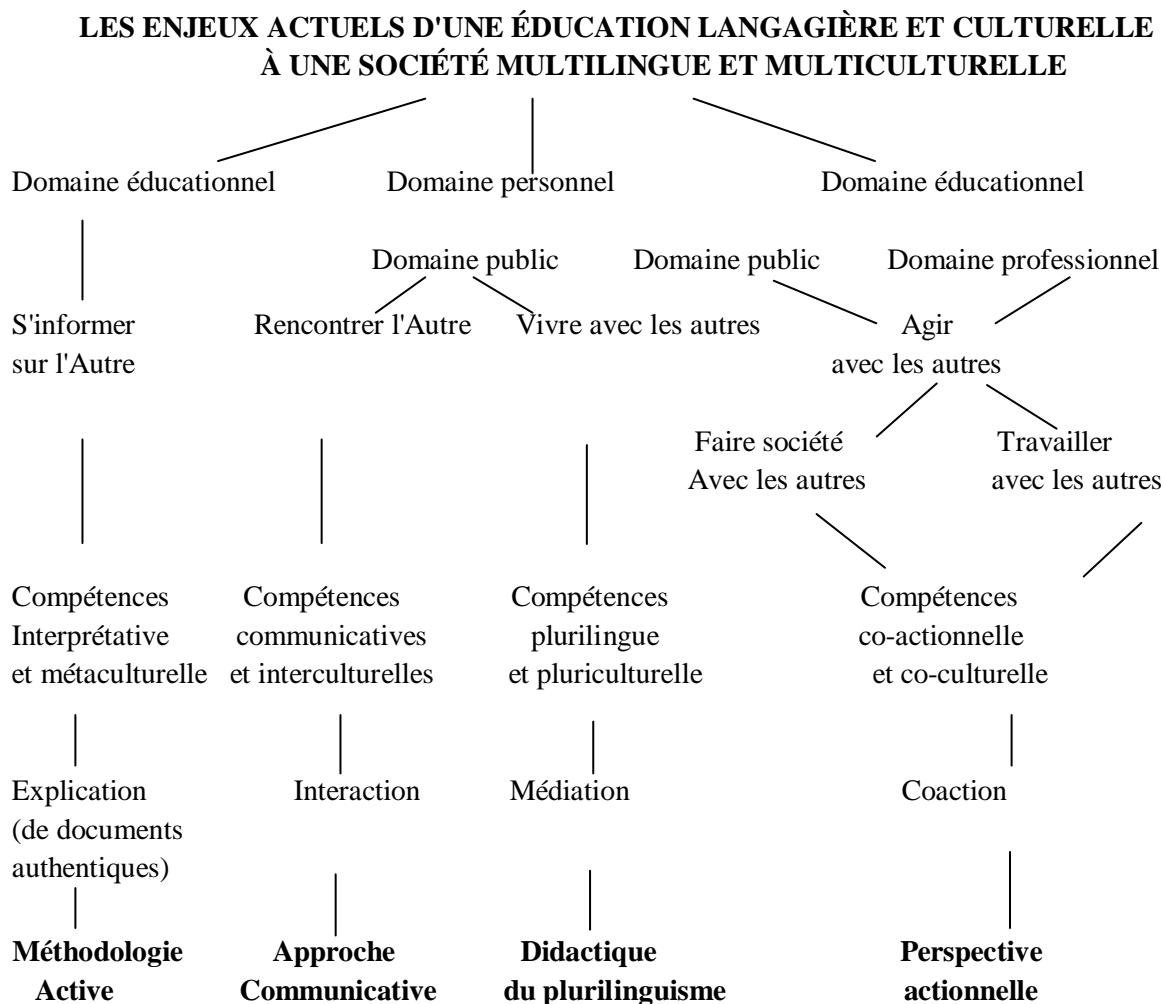 LES ENJEUX ACTUELS D'UNE ÉDUCATION LANGAGIÈRE ET CULTURELLE
À UNE SOCIÉTÉ MULTILINGUE ET MULTICULTURELLE
Domaine éducationnel Domaine personnel Domaine éducationnel
Domaine public Domaine public Domaine professionnel
S'informer Rencontrer l'Autre Vivre avec les autres Agir
sur l'Autre avec les autres
Faire société Travailler
Avec les autres avec les autres
Compétences Compétences Compétences Compétences
Interprétative communicatives plurilingue co-actionnelle
et métaculturelle et interculturelles et pluriculturelle et co-culturelle
Explication Interaction Médiation Coaction
(de documents
authentiques)
Méthodologie Approche Didactique Perspective
Active Communicative du plurilinguisme actionnelle